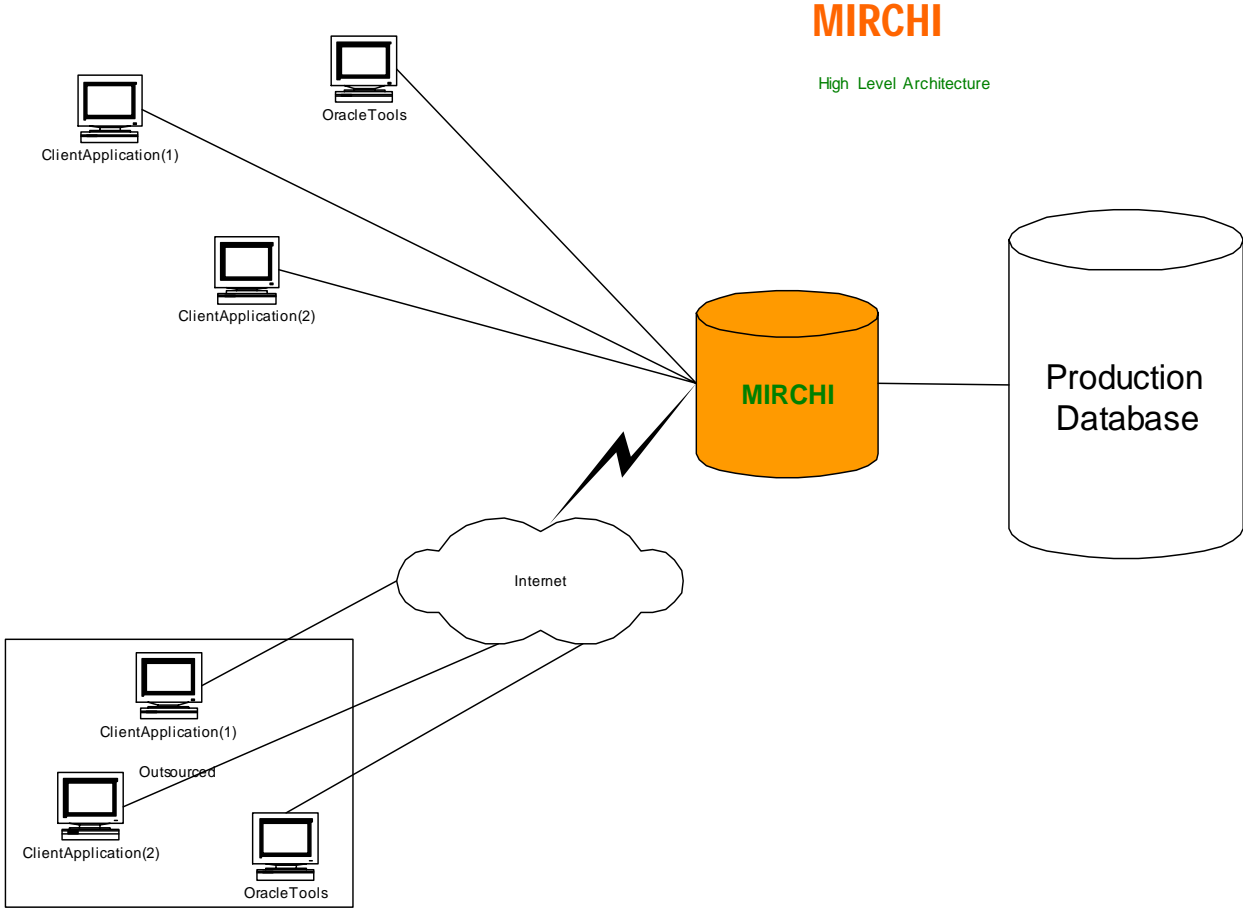 MIRCHI
High Level Architecture
OracleTools
ClientApplication(1)
ClientApplication(2)
MIRCHI
Production
Database
Internet
ClientApplication(1)
Outsourced
ClientApplication(2)
OracleTools